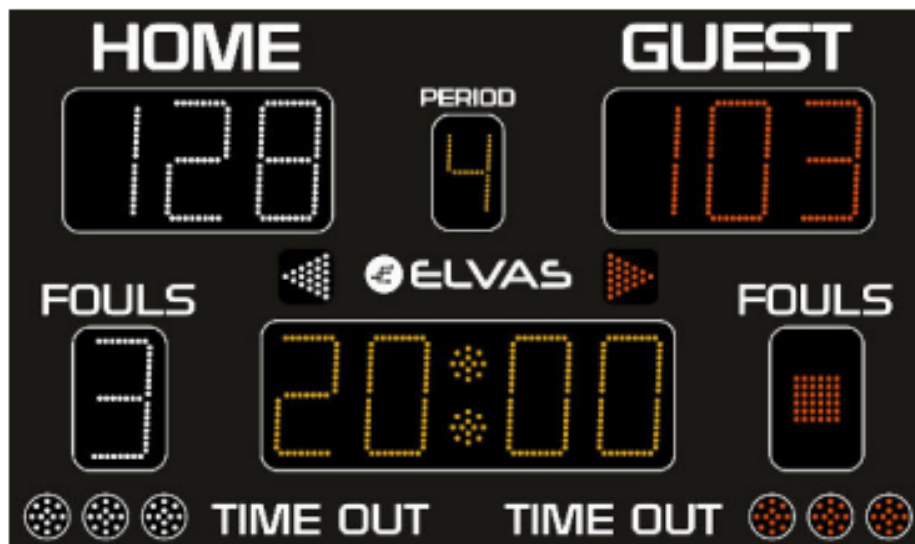 HOME GUEST
128 PERIOD 103
4
ELVAS
FOULS FOULS
3 20:00
TIME OUT TIME OUT